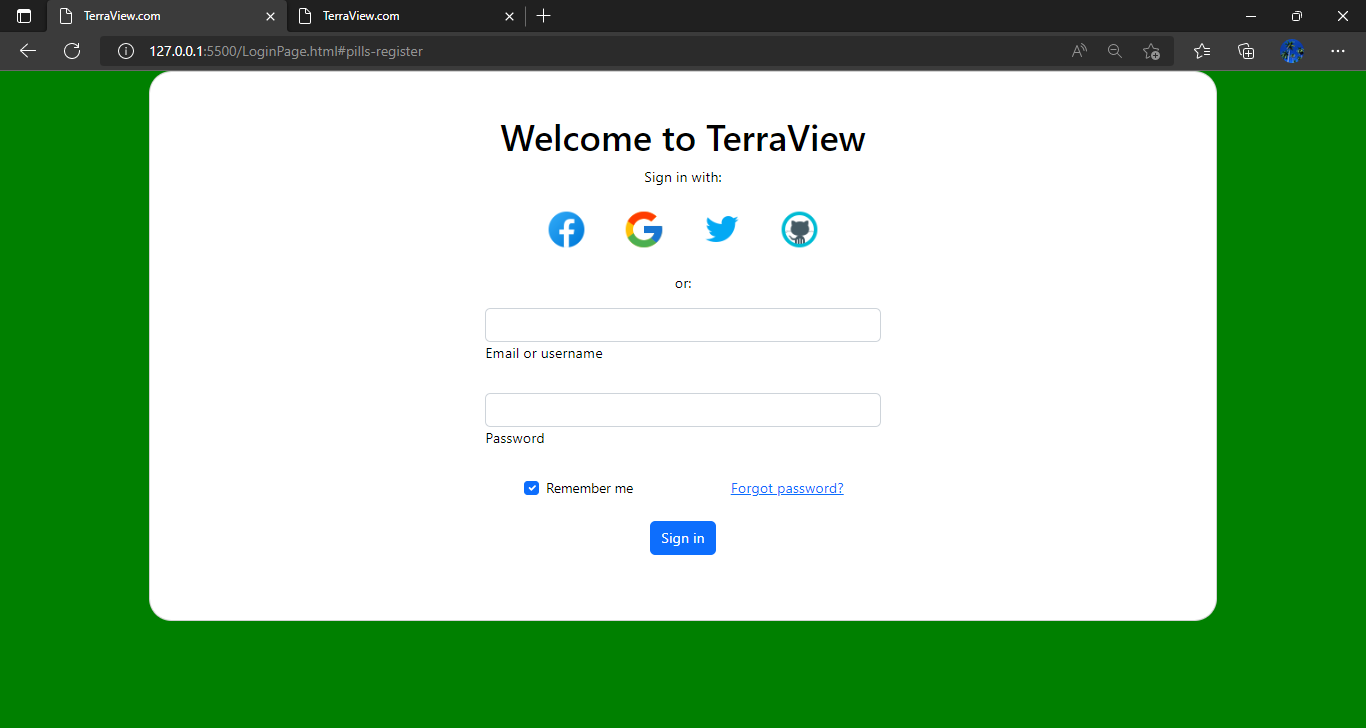 TerraView.com TerraView.com
127.0.0.1:5500/LoginPage.html#pills-register
Welcome to TerraView
Sign in with:
or:
Email or username
Password
Remember me Forgot password?
Sign in